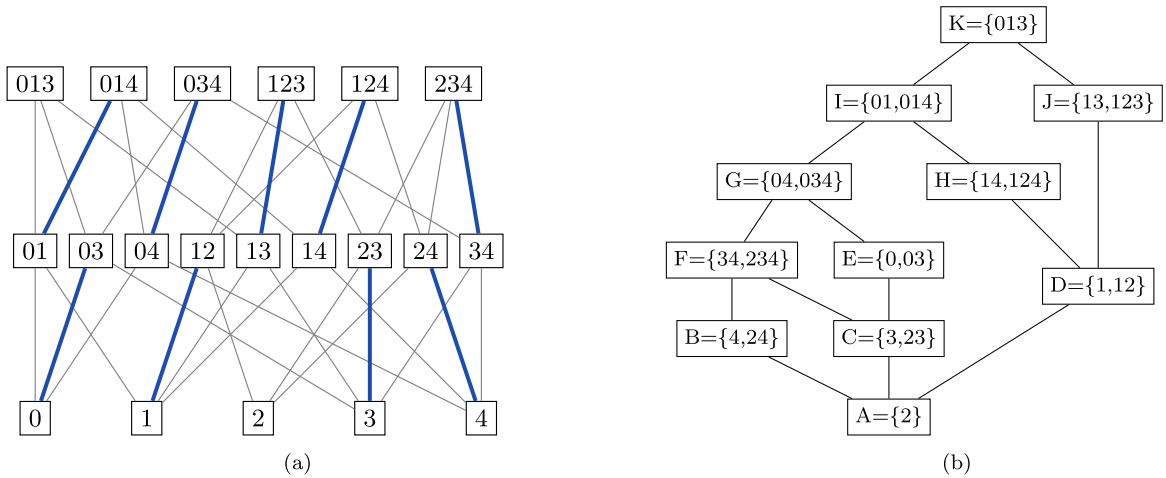 013 014 034 123 124 234
01 03 04 12 13 14 23 24 34
0 1 2 3 4
(a)
K={013}
I={01,014} J={13,123}
G={04,034} H={14,124}
F={34,234} E={0,03}
D={1,12}
B={4,24} C={3,23}
A={2}
(b)